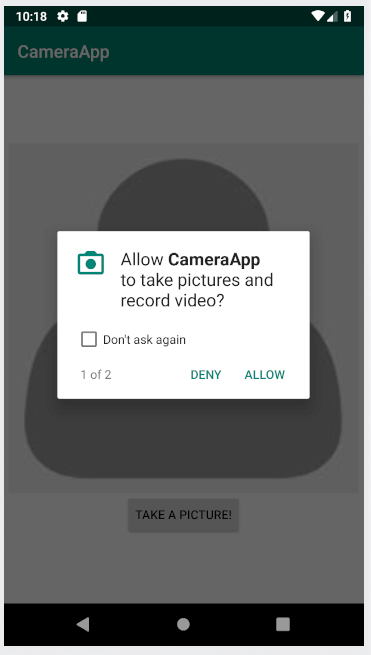 10:18
CameraApp
Allow CameraApp
to take pictures and
record video?
Don't ask again
1 of 2
DENY ALLOW
TAKE A PICTURE!